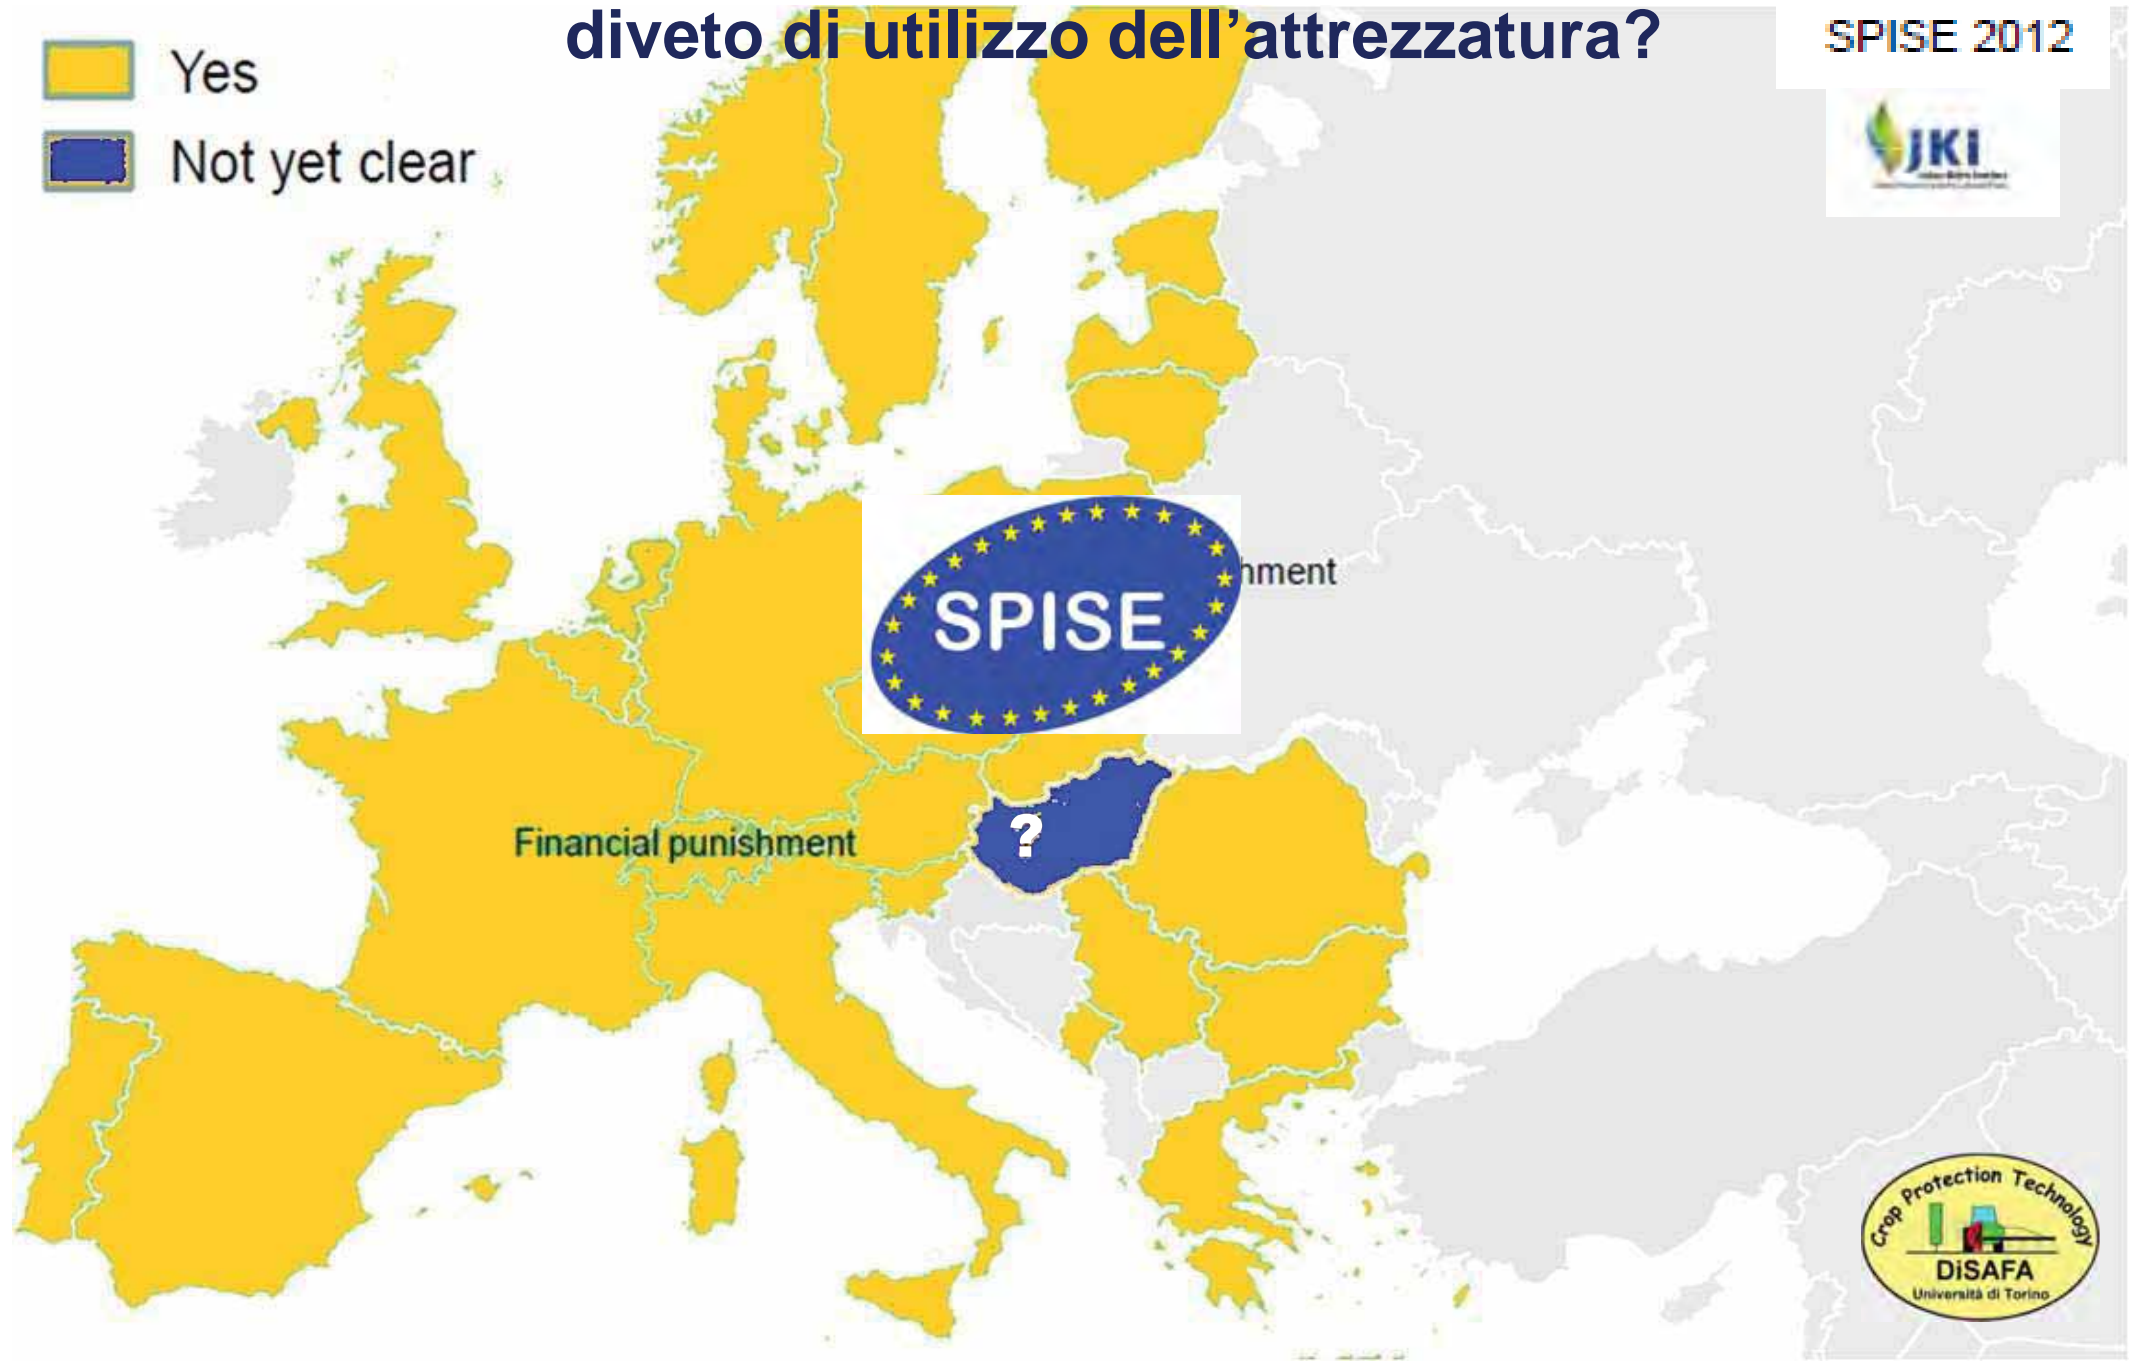 diveto di utilizzo dell’attrezzatura?
SPISE 2012
Yes
Not yet clear
JKI
hment
SPISE
Financial punishment
?
Crop Protection Technology
DiSAFA
Università di Torino